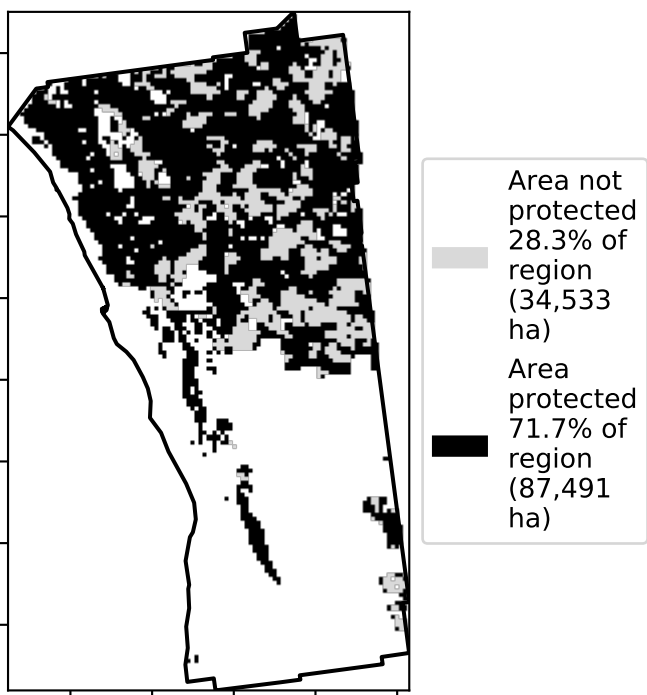 Area not
protected
28.3% of
region
(34,533
ha)
Area
protected
71.7% of
region
(87,491
ha)